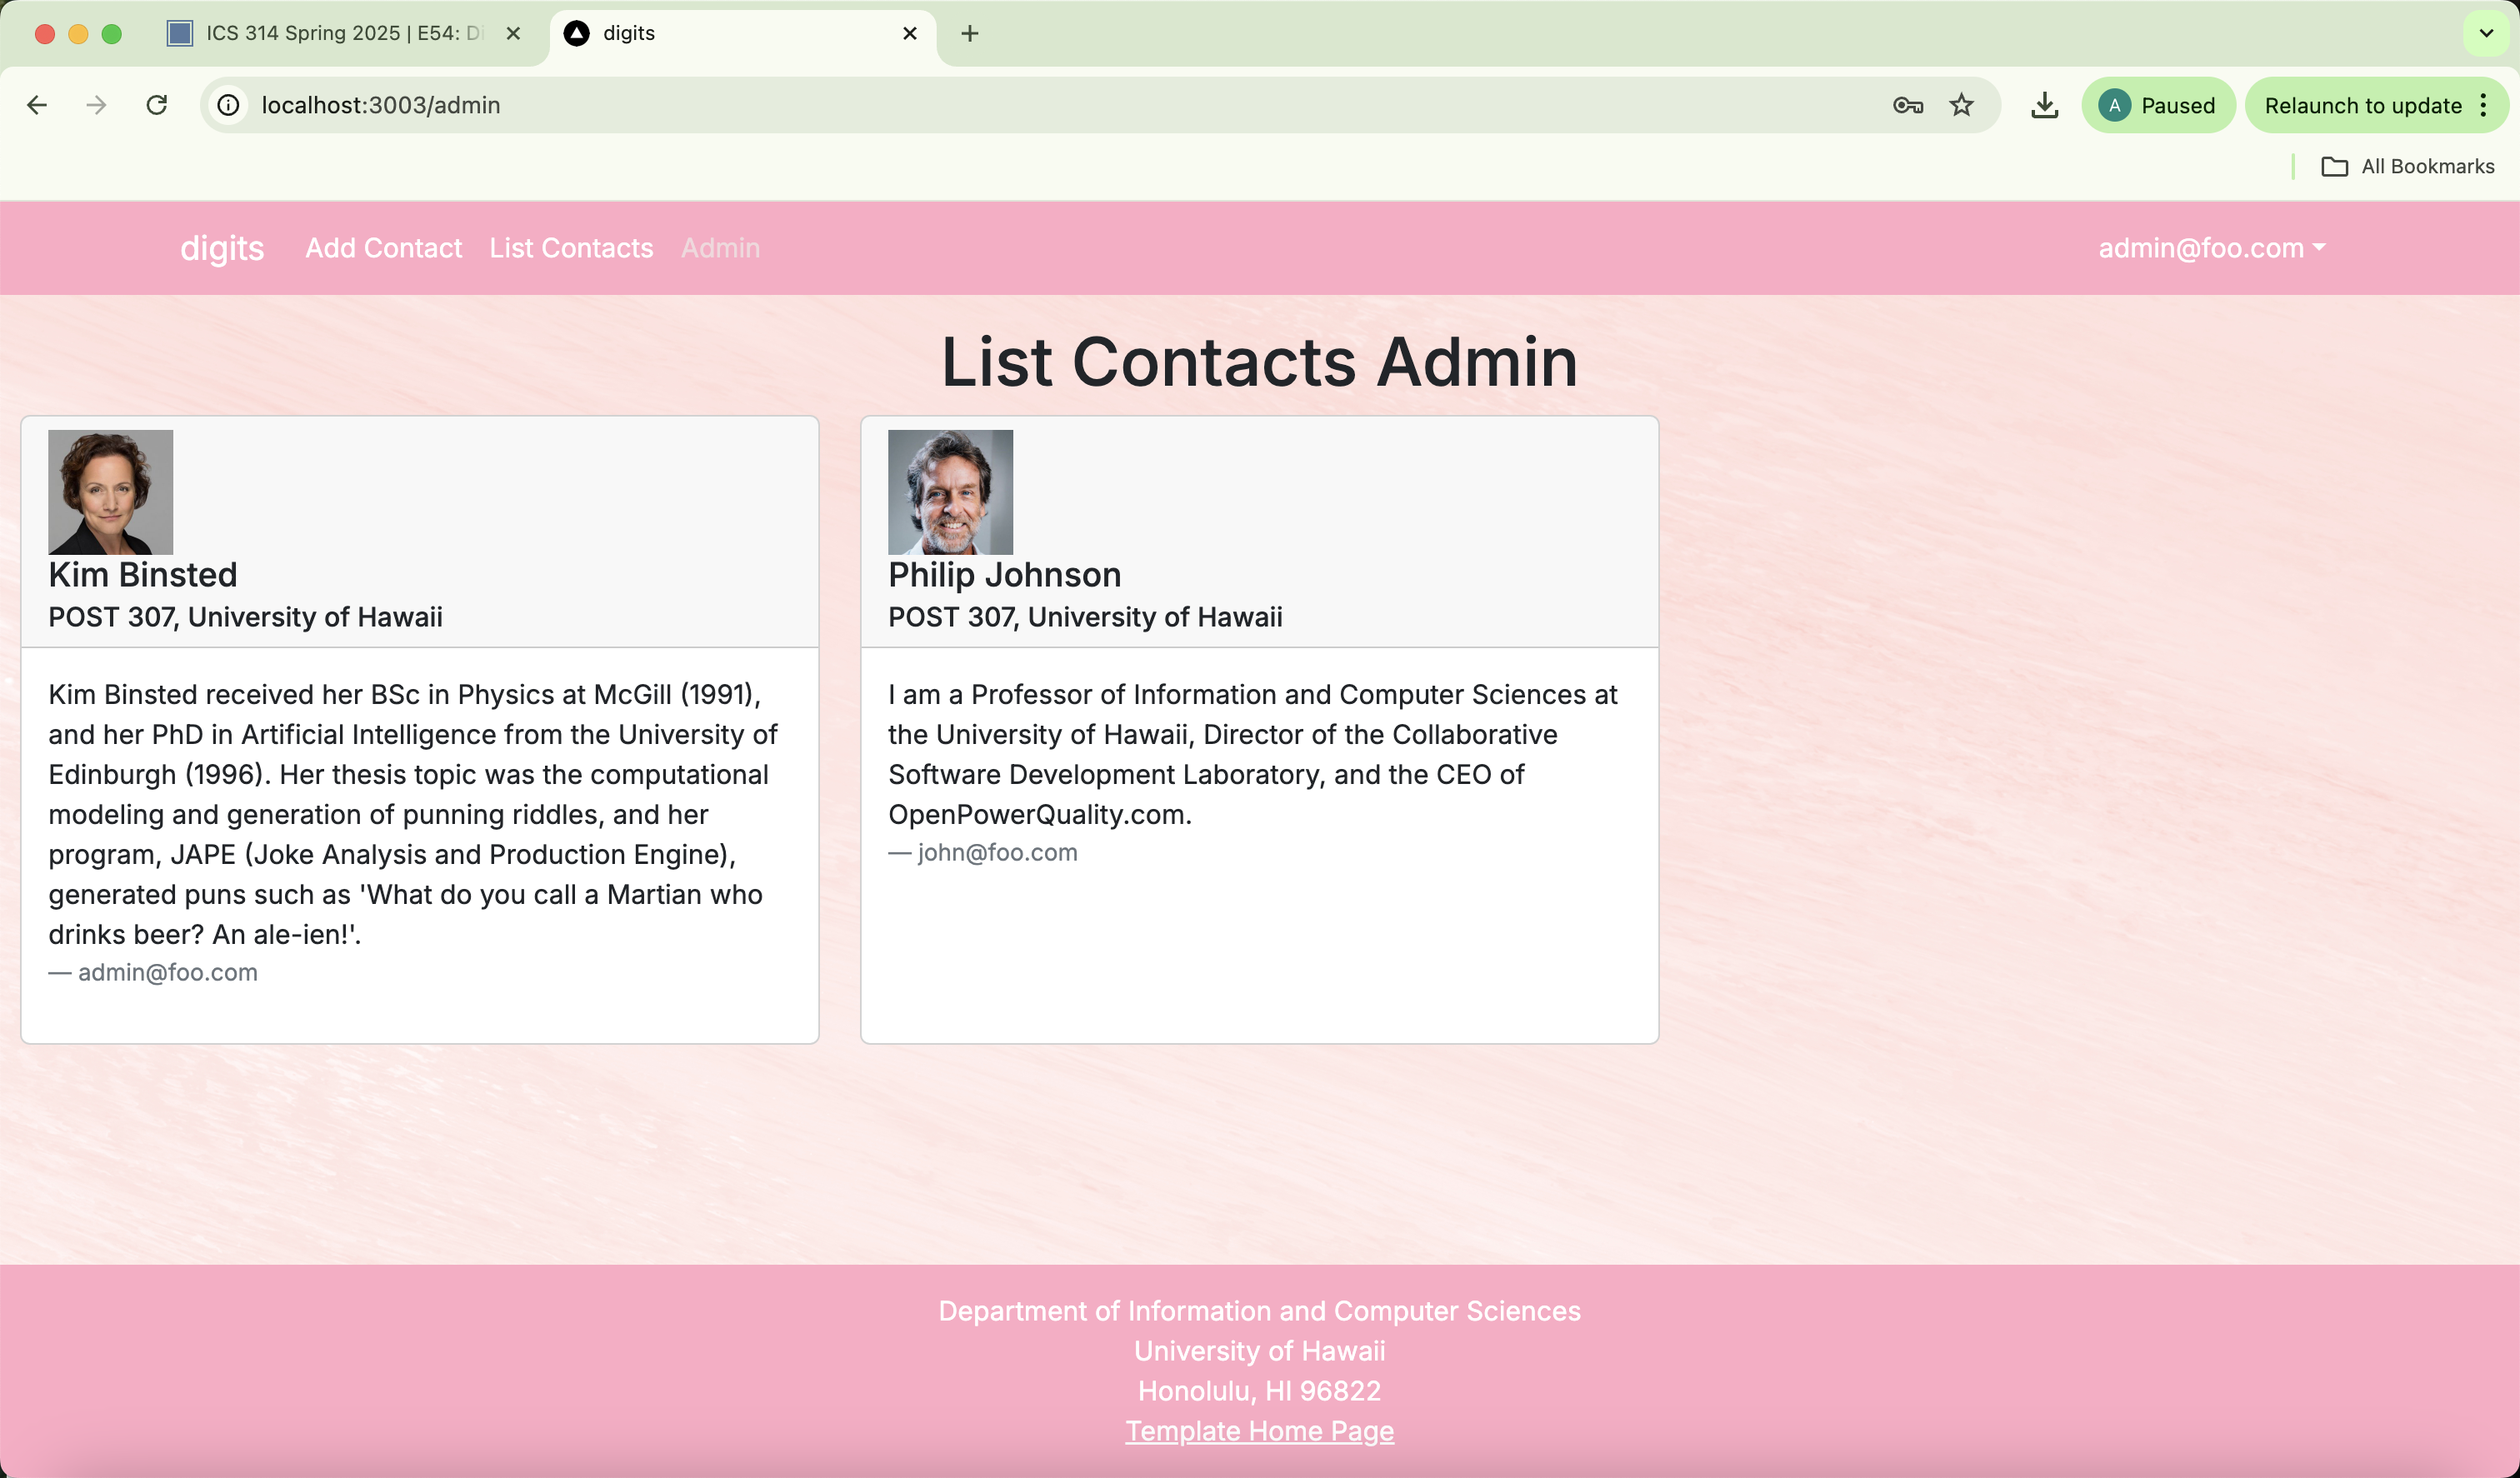 ICS 314 Spring 2025 | E54: Di
digits
localhost:3003/admin
A
Paused
Relaunch to update
All Bookmarks
digits
Add Contact
List Contacts
Admin
admin@foo.com
List Contacts Admin
Kim Binsted
POST 307, University of Hawaii
Kim Binsted received her BSc in Physics at McGill (1991),
and her PhD in Artificial Intelligence from the University of
Edinburgh (1996). Her thesis topic was the computational
modeling and generation of punning riddles, and her
program, JAPE (Joke Analysis and Production Engine),
generated puns such as 'What do you call a Martian who
drinks beer? An ale-ien!'.
— admin@foo.com
Philip Johnson
POST 307, University of Hawaii
I am a Professor of Information and Computer Sciences at
the University of Hawaii, Director of the Collaborative
Software Development Laboratory, and the CEO of
OpenPowerQuality.com.
— john@foo.com
Department of Information and Computer Sciences
University of Hawaii
Honolulu, HI 96822
Template Home Page